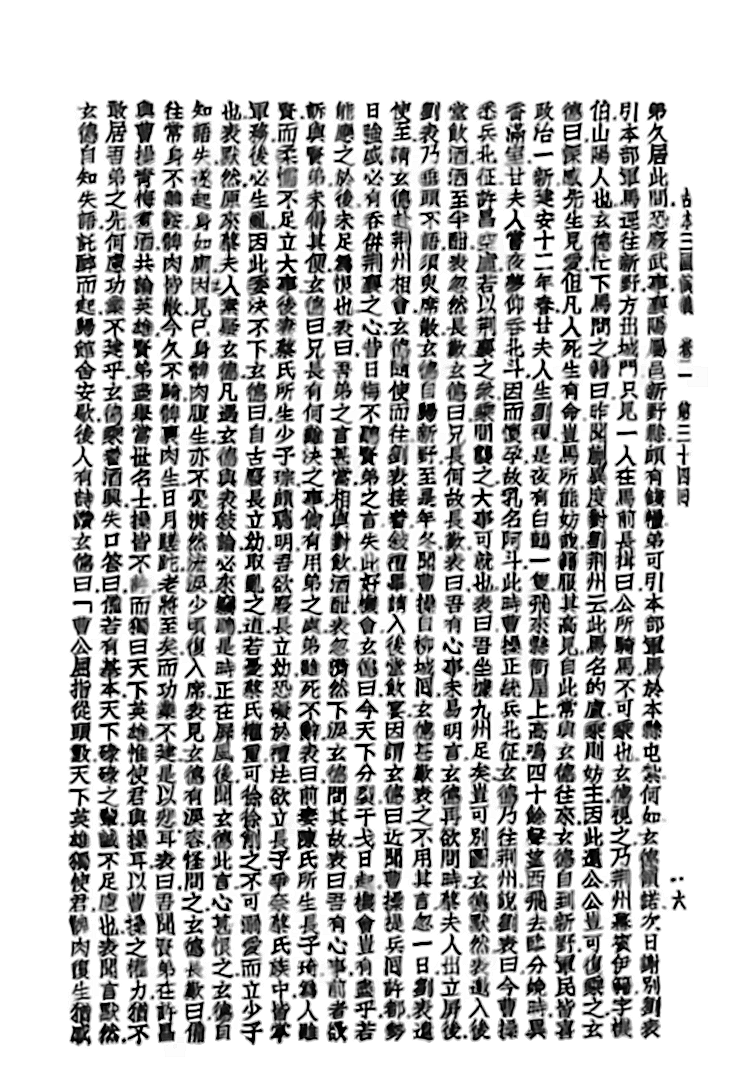 古本三國演義　卷二　第三十四回
弟久居此間恐廢武事襄陽屬邑新野縣頗有錢糧弟可引本部軍馬於本縣屯紮何如玄德領諾次日謝別劉表
引本部軍馬逕往新野方出城門只見一人在馬前長揖曰公所騎馬不可乘也玄德視之乃荊州幕賓伊籍字機
伯山陽人也玄德忙下馬問之籍曰昨聞蒯異度對劉荊州云此馬名的盧乘則妨主因此還公公豈可復乘之玄
德曰深感先生見愛但凡人死生有命豈馬所能妨哉籍服其高見自此常與玄德往來玄德自到新野軍民皆喜
政治一新建安十二年春甘夫人生劉禪是夜有白鶴一隻飛來縣衙屋上高鳴四十餘聲望西飛去臨分娩時異
香滿室甘夫人嘗夜夢仰吞北斗因而懷孕故乳名阿斗此時曹操正統兵北征玄德乃往荊州說劉表曰今曹操
悉兵北征許昌空虛若以荊襄之衆乘間襲之大事可就也表曰吾坐據九州足矣豈可別圖玄德默然表邀入後
堂飲酒酒至半酣表忽然長歎玄德曰兄長何故長歎表曰吾有心事未易明言玄德再欲問時蔡夫人出立屏後
劉表乃垂頭不語須臾席散玄德自歸新野至是年冬聞曹操自柳城回玄德甚歎表之不用其言忽一日劉表遣
使至請玄德赴荊州相會玄德隨使而往劉表接着敍禮畢請入後堂飲宴因謂玄德曰近聞曹操提兵回許都勢
日強盛必有吞併荊襄之心昔日悔不聽賢弟之言失此好機會玄德曰今天下分裂干戈日起機會豈有盡乎若
能應之於後未足爲恨也表曰吾弟之言甚當相與對飲酒酣表忽潸然下淚玄德問其故表曰吾有心事前者欲
訴與賢弟未得其便玄德曰兄長有何難決之事倘有用弟之處弟雖死不辭表曰前妻陳氏所生長子琦爲人雖
賢而柔懦不足立大事後妻蔡氏所生少子琮頗聰明吾欲廢長立幼恐礙於禮法欲立長子爭奈蔡氏族中皆掌
軍務後必生亂因此委決不下玄德曰自古廢長立幼取亂之道若憂蔡氏權重可徐徐削之不可溺愛而立少子
也表默然原來蔡夫人素疑玄德凡遇玄德與表敍論必來竊聽是時正在屏風後聞玄德此言心甚恨之玄德自
知語失遂起身如廁因見己身髀肉復生亦不覺潸然流淚少頃復入席表見玄德有淚容怪問之玄德長歎曰備
往常身不離鞍髀肉皆散今久不騎髀裏肉生日月蹉跎老將至矣而功業不建是以悲耳表曰吾聞賢弟在許昌
與曹操青梅煮酒共論英雄賢弟盡舉當世名士操皆不許而獨曰天下英雄惟使君與操耳以曹操之權力猶不
敢居吾弟之先何慮功業不建乎玄德乘着酒興失口答曰備若有基本天下碌碌之輩誠不足慮也表聞言默然
玄德自知失語託醉而起歸館舍安歇後人有詩讚玄德曰「曹公屈指從頭數天下英雄獨使君髀肉復生猶感
六